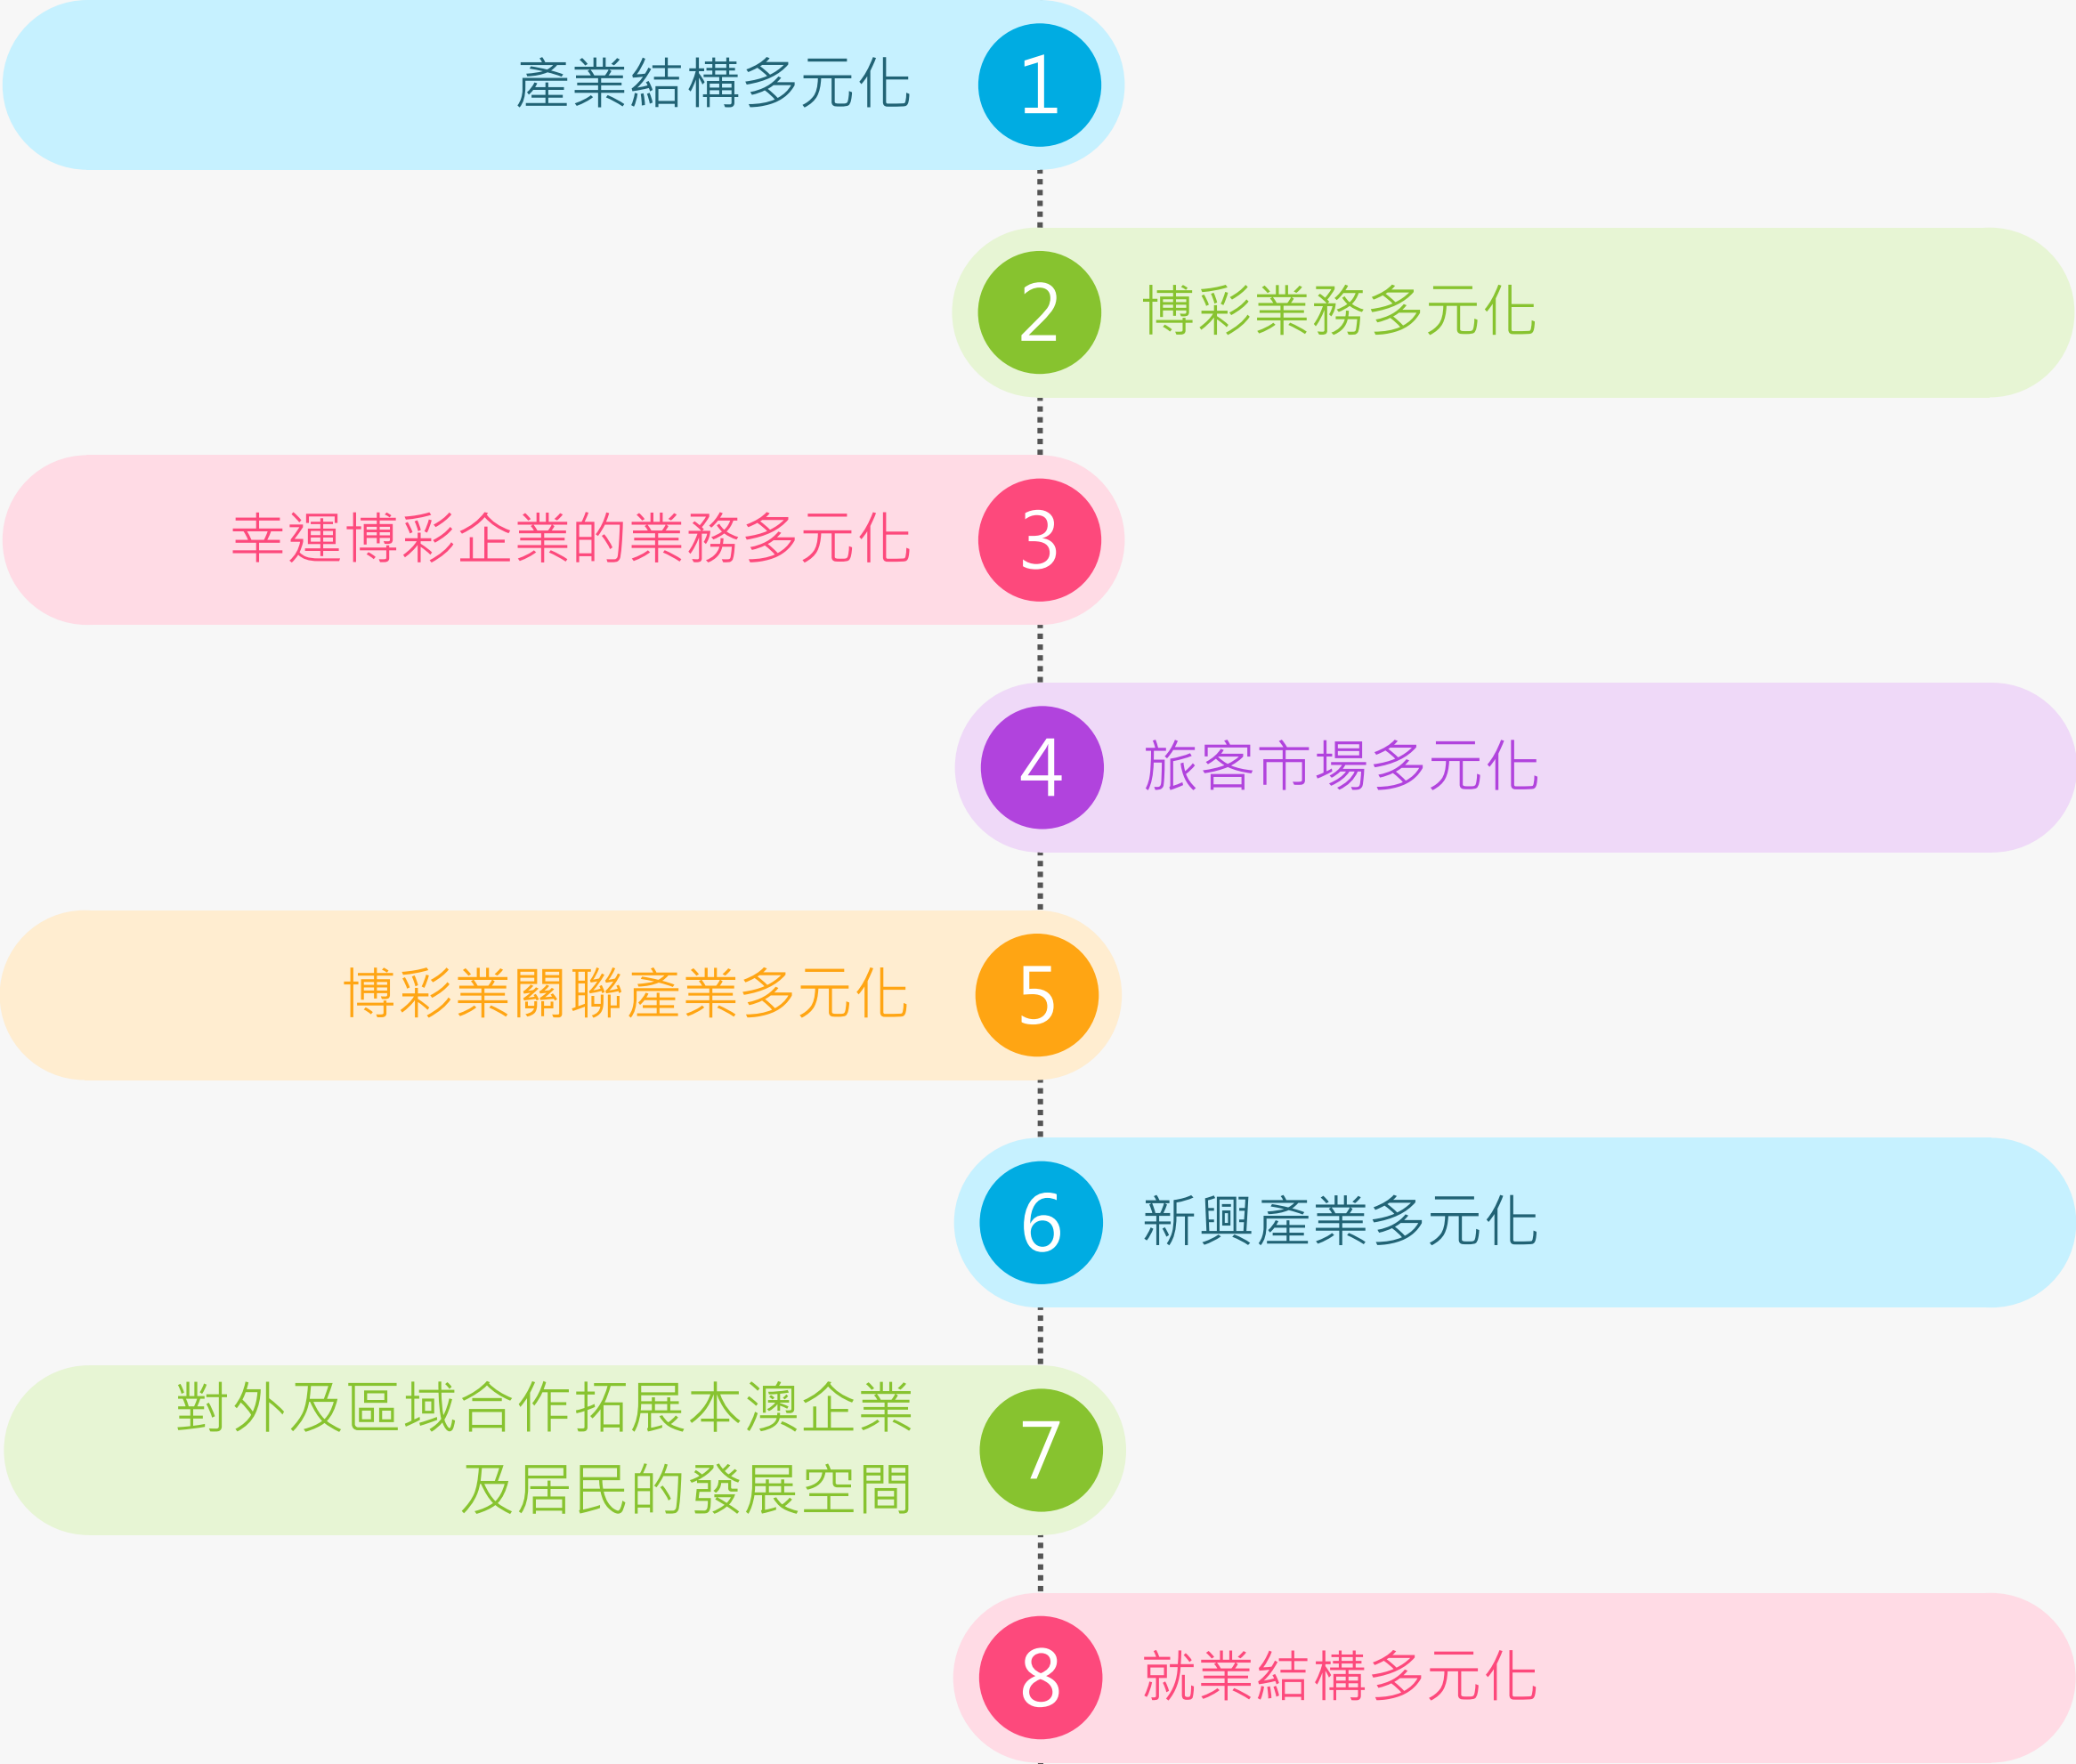 產業結構多元化
1
2
博彩業務多元化
幸運博彩企業的業務多元化
3
4
旅客市場多元化
博彩業關聯產業多元化
5
6
新興產業多元化
對外及區域合作拓展本澳企業
及居民的發展空間
7
8
就業結構多元化